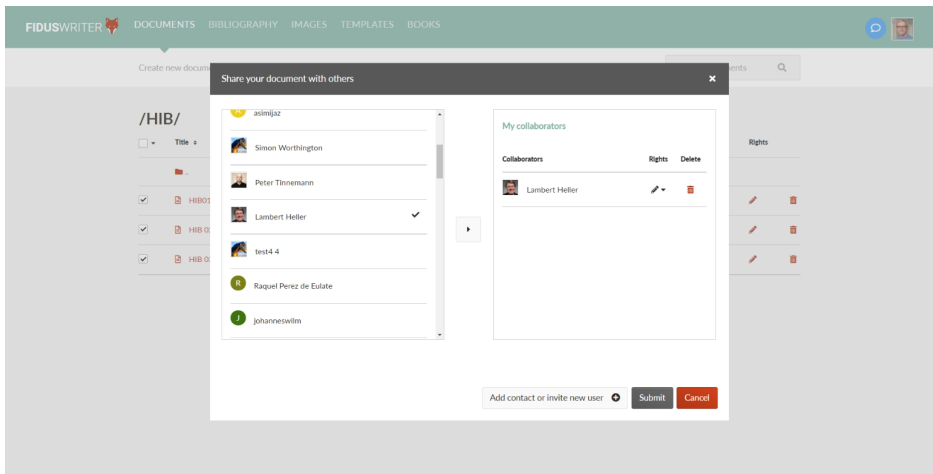 FIDUSWRITER DOCUMENTS BIBLIOGRAPHY IMAGES TEMPLATES BOOKS
Create new docum
Share your document with others
ents
asimijaz
Simon Worthington
Peter Tinnemann
Lambert Heller
test4 4
R Raquel Perez de Eulate
J johanneswilm
My collaborators
Collaborators Rights Delete
Lambert Heller
/HIB/
Title Rights
..
HIB01
HIB 0
HIB 0
Add contact or invite new user Submit Cancel